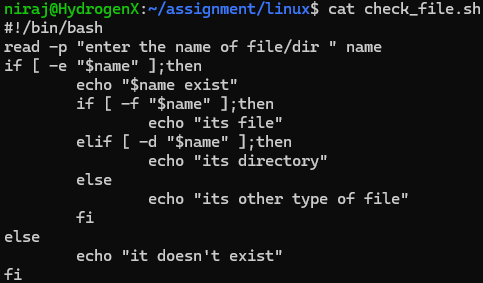 niraj@HydrogenX:~/assignment/linux$ cat check_file.sh
#!/bin/bash
read -p "enter the name of file/dir " name
if [ -e "$name" ];then
        echo "$name exist"
        if [ -f "$name" ];then
                echo "its file"
        elif [ -d "$name" ];then
                echo "its directory"
        else
                echo "its other type of file"
        fi
else
        echo "it doesn't exist"
fi